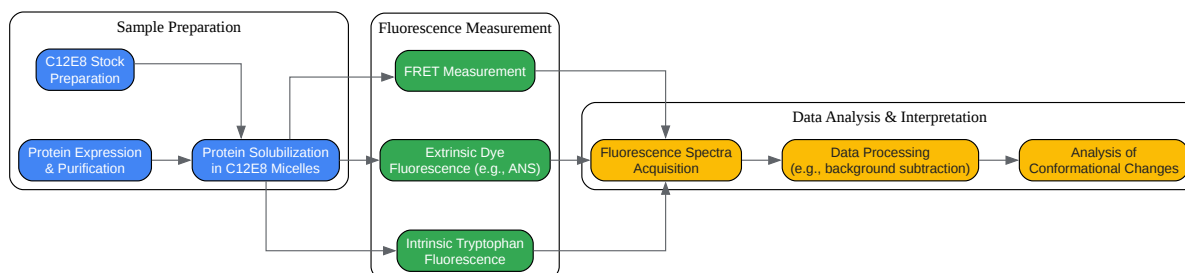 Sample Preparation
C12E8 Stock
Preparation
Protein Expression
& Purification
Protein Solubilization
in C12E8 Micelles
Fluorescence Measurement
FRET Measurement
Extrinsic Dye
Fluorescence (e.g., ANS)
Intrinsic Tryptophan
Fluorescence
Data Analysis & Interpretation
Fluorescence Spectra
Acquisition
Data Processing
(e.g., background subtraction)
Analysis of
Conformational Changes